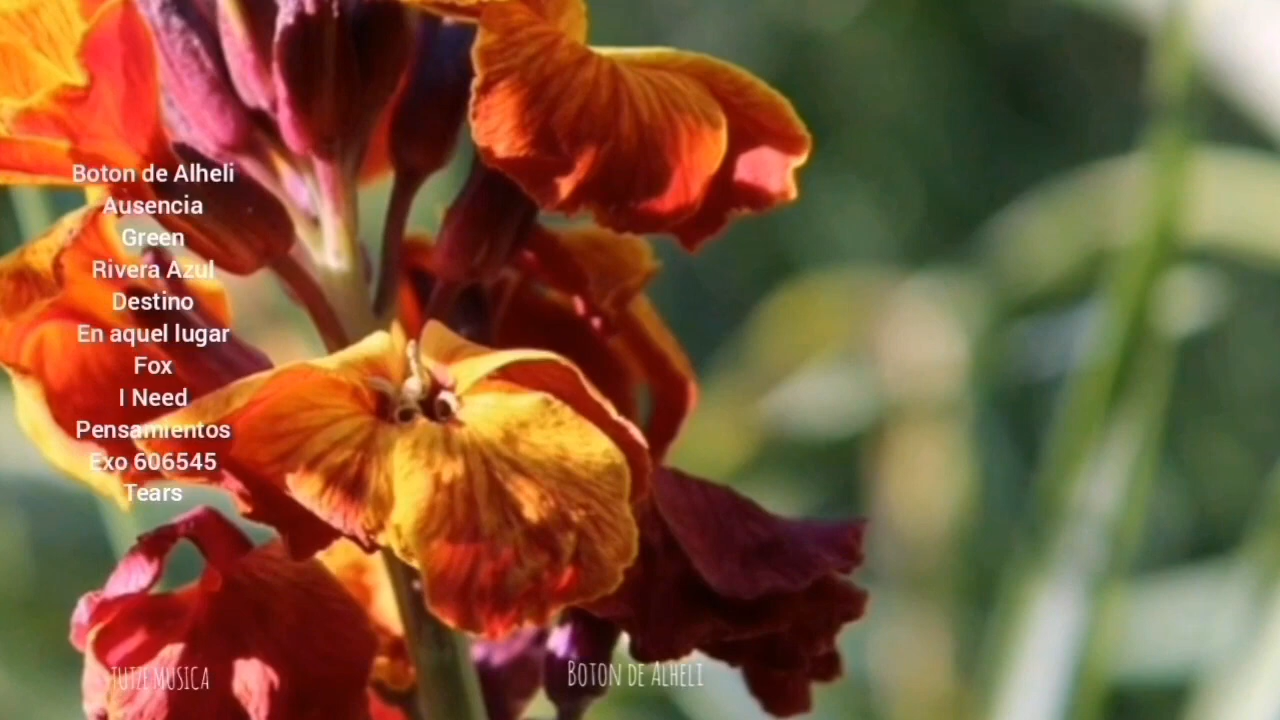 Boton de Alheli
Ausencia
Green
Rivera Azul
Destino
En aquel lugar
Fox
I Need
Pensamientos
Exo 606545
Tears
TUTZE MUSICA
BOTON DE ALHELI